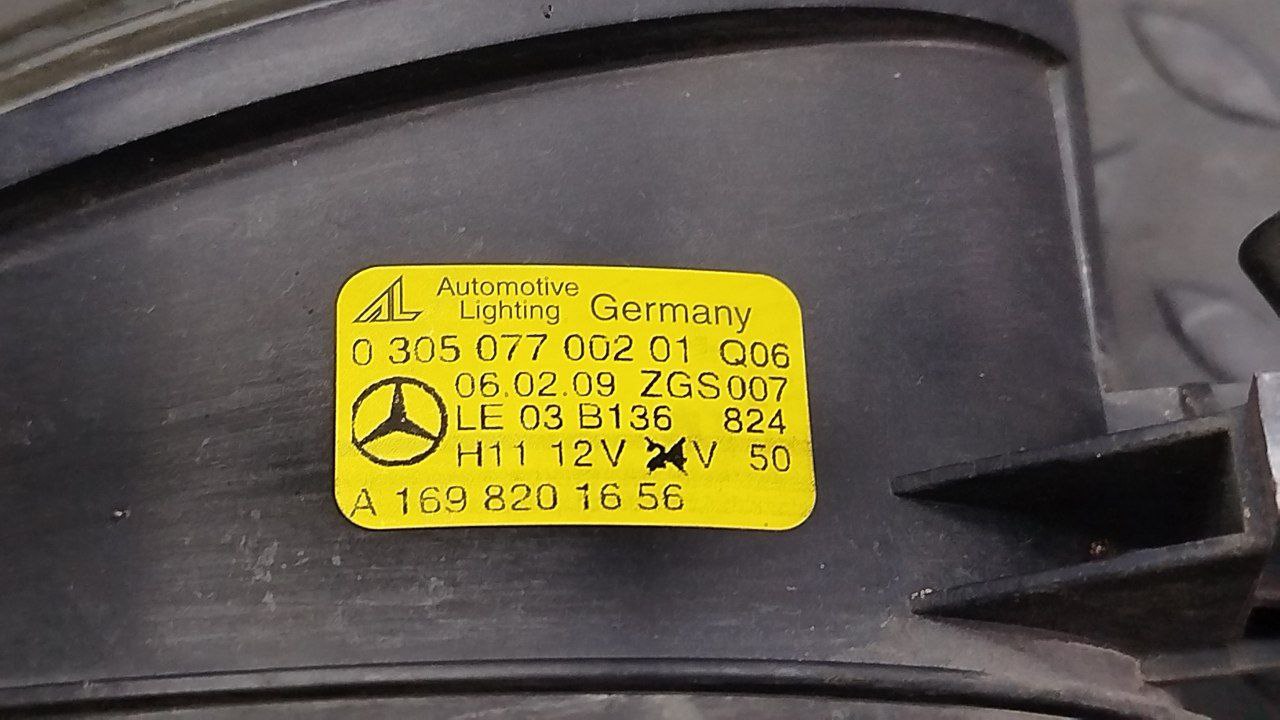 AL Automotive
Lighting Germany
0 305 077 002 01 Q06
06.02.09 ZGS007
LE 03 B136 824
H11 12V 24V 50
A 169 820 16 56